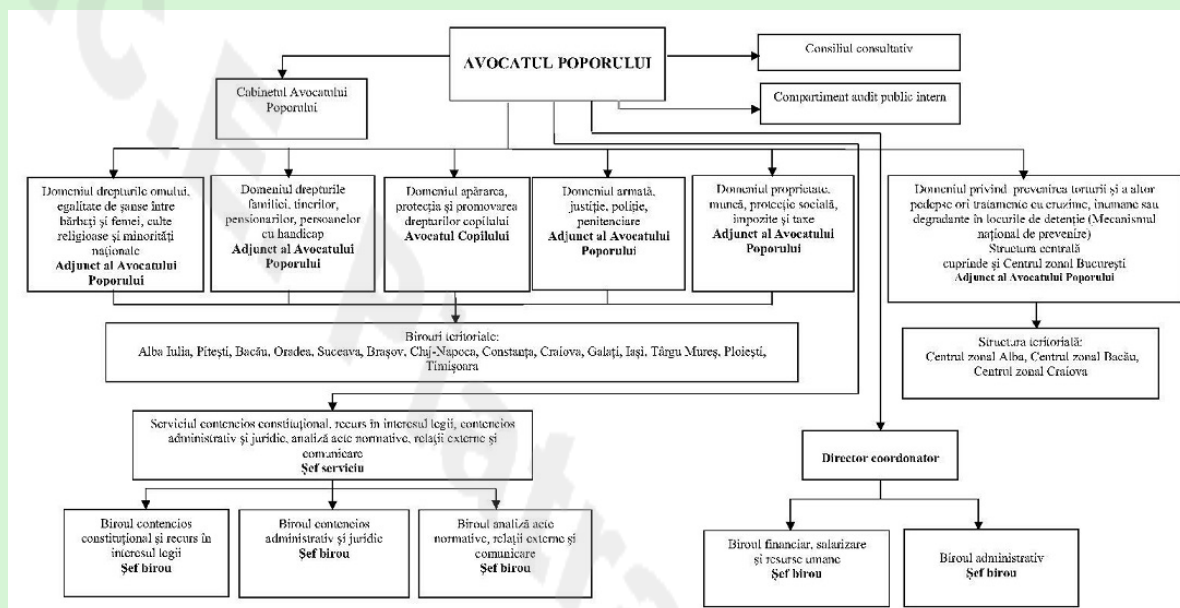 AVOCATUL POPORULUI
Consiliul consultativ
Cabinetul Avocatului
Poporului
Compartiment audit public intern
Domeniul drepturile omului,
egalitate de șanse între
bărbați și femei, culte
religioase și minorități
naționale
Adjunct al Avocatului
Poporului
Domeniul drepturile
familiei, tinerilor,
pensionarilor, persoanelor
cu handicap
Adjunct al Avocatului
Poporului
Domeniul apărarea,
protecția și promovarea
drepturilor copilului
Avocatul Copilului
Domeniul armată,
justiție, poliție,
penitenciare
Adjunct al Avocatului
Poporului
Domeniul proprietate,
muncă, protecție socială,
impozite și taxe
Adjunct al Avocatului
Poporului
Domeniul privind prevenirea torturii și a altor
pedepse ori tratamente cu cruzime, inumane sau
degradante în locurile de detenție (Mecanismul
național de prevenire)
Structura centrală
cuprinde și Centrul zonal București
Adjunct al Avocatului Poporului
Birouri teritoriale:
Alba Iulia, Pitești, Bacău, Oradea, Suceava, Brașov, Cluj-Napoca, Constanța, Craiova, Galați, Iași, Târgu Mureș, Ploiești,
Timișoara
Structura teritorială:
Centrul zonal Alba, Centrul zonal Bacău,
Centrul zonal Craiova
Serviciul contencios constituțional, recurs în interesul legii, contencios
administrativ și juridic, analiză acte normative, relații externe și
comunicare
Șef serviciu
Director coordonator
Biroul contencios
constituțional și recurs în
interesul legii
Șef birou
Biroul contencios
administrativ și juridic
Șef birou
Biroul analiză acte
normative, relații externe și
comunicare
Șef birou
Biroul financiar, salarizare
și resurse umane
Șef birou
Biroul administrativ
Șef birou